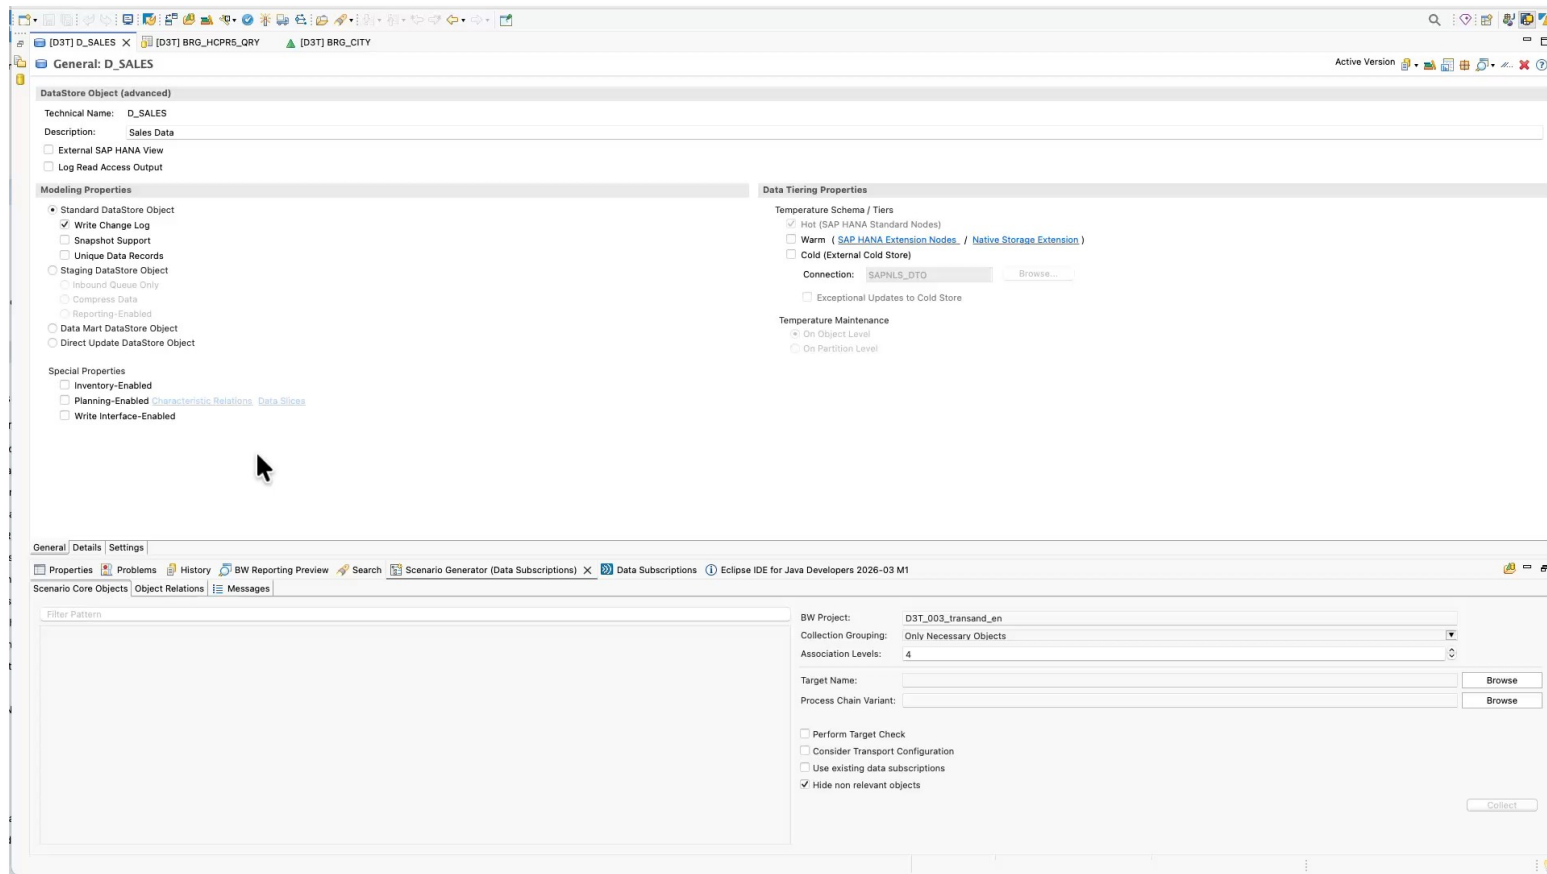 [D3T] D_SALES [D3T] BRG_HCPR5_QRY [D3T] BRG_CITY
General: D_SALES
Active Version
DataStore Object (advanced)
Technical Name: D_SALES
Description: Sales Data
External SAP HANA View
Log Read Access Output
Modeling Properties
Standard DataStore Object
Write Change Log
Snapshot Support
Unique Data Records
Staging DataStore Object
Inbound Queue Only
Compress Data
Reporting-Enabled
Data Mart DataStore Object
Direct Update DataStore Object
Special Properties
Inventory-Enabled
Planning-Enabled Characteristic Relations Data Slices
Write Interface-Enabled
Data Tiering Properties
Temperature Schema / Tiers
Hot (SAP HANA Standard Nodes)
Warm ( SAP HANA Extension Nodes / Native Storage Extension )
Cold (External Cold Store)
Connection: SAPNLS_DTO Browse...
Exceptional Updates to Cold Store
Temperature Maintenance
On Object Level
On Partition Level
General Details Settings
Properties Problems History BW Reporting Preview Search Scenario Generator (Data Subscriptions) Data Subscriptions Eclipse IDE for Java Developers 2026-03 M1
Scenario Core Objects Object Relations Messages
Filter Pattern
BW Project: D3T_003_transand_en
Collection Grouping: Only Necessary Objects
Association Levels: 4
Target Name: Browse
Process Chain Variant: Browse
Perform Target Check
Consider Transport Configuration
Use existing data subscriptions
Hide non relevant objects
Collect